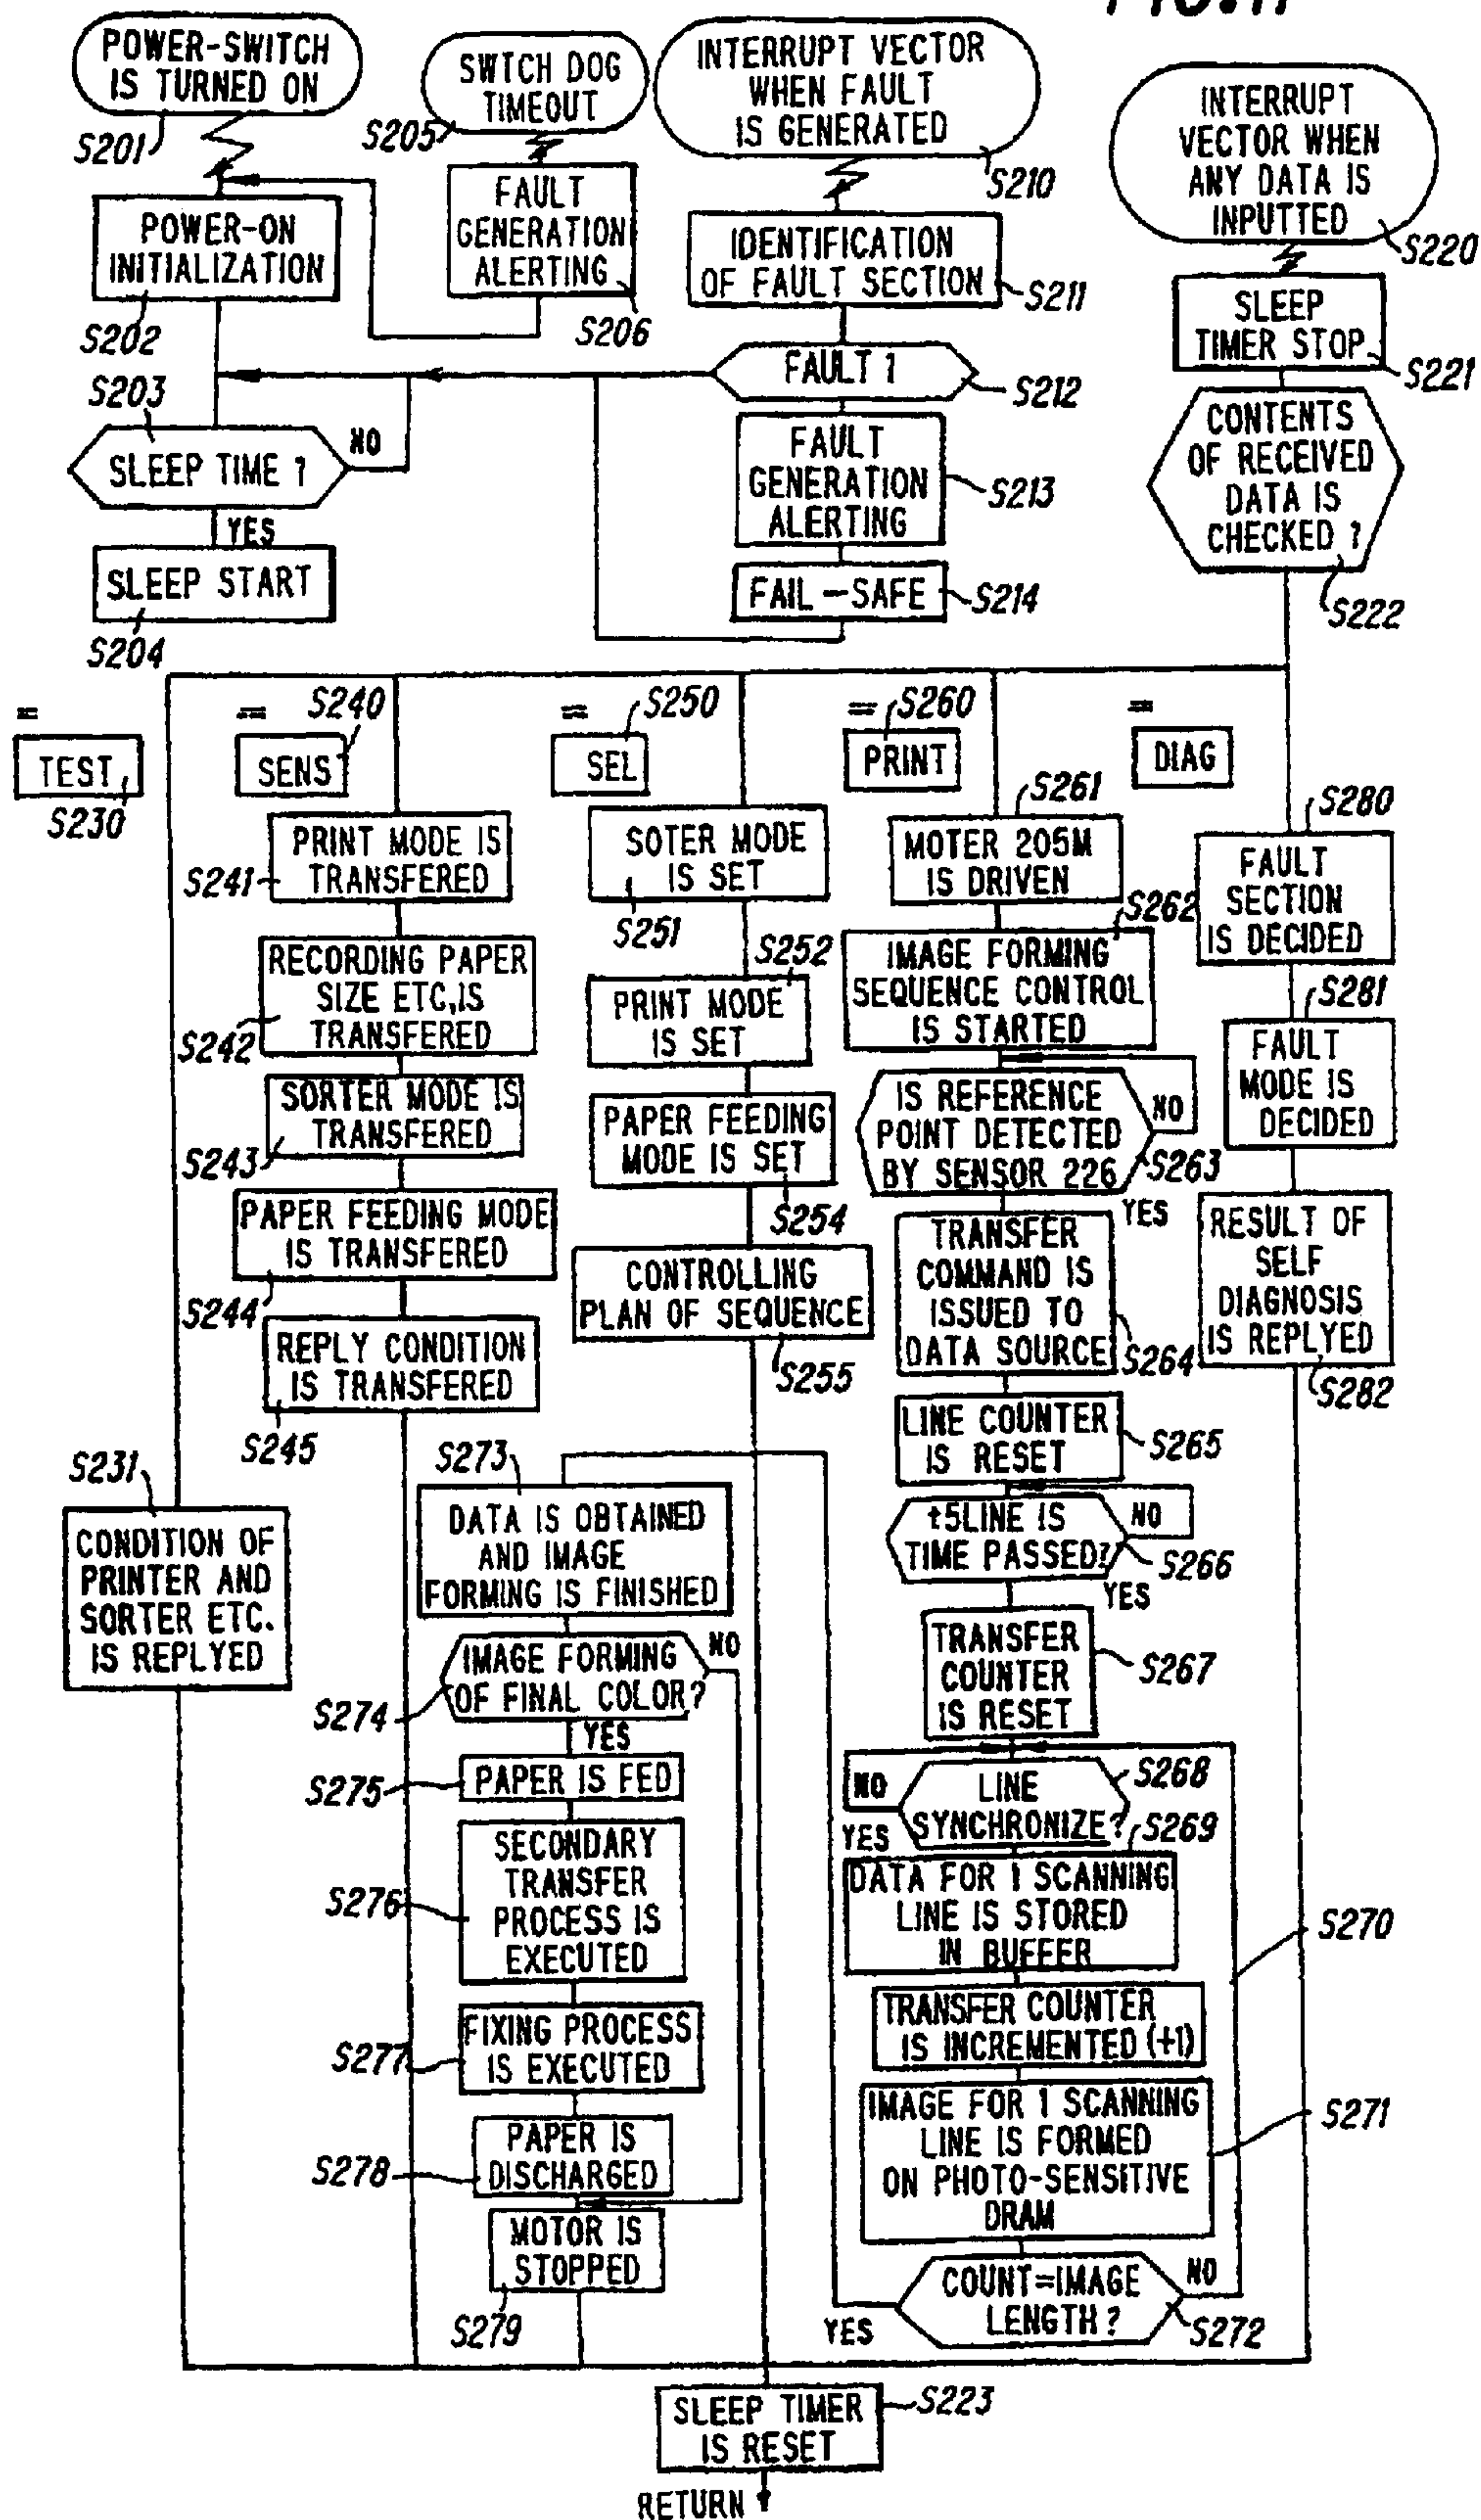 POWER-SWITCH
IS TURNED ON
S201
POWER-ON
INITIALIZATION
S202
S203
SLEEP TIME ?
NO
YES
SLEEP START
S204
SWTCH DOG
TIMEOUT
S205
FAULT
GENERATION
ALERTING
S206
INTERRUPT VECTOR
WHEN FAULT
IS GENERATED
S210
IDENTIFICATION
OF FAULT SECTION
S211
FAULT ?
S212
FAULT
GENERATION
ALERTING
S213
FAIL-SAFE
S214
INTERRUPT
VECTOR WHEN
ANY DATA IS
INPUTTED
S220
SLEEP
TIMER STOP
S221
CONTENTS
OF RECEIVED
DATA IS
CHECKED ?
S222
=
TEST
S230
S231
CONDITION OF
PRINTER AND
SORTER ETC.
IS REPLYED
=
S240
SENS
PRINT MODE IS
TRANSFERED
S241
RECORDING PAPER
SIZE ETC, IS
TRANSFERED
S242
SORTER MODE IS
TRANSFERED
S243
PAPER FEEDING MODE
IS TRANSFERED
S244
REPLY CONDITION
IS TRANSFERED
S245
=
S250
SEL
SOTER MODE
IS SET
S251
S252
PRINT MODE
IS SET
PAPER FEEDING
MODE IS SET
S254
CONTROLLING
PLAN OF SEQUENCE
S255
=
S260
PRINT
S261
MOTER 205M
IS DRIVEN
S262
IMAGE FORMING
SEQUENCE CONTROL
IS STARTED
IS REFERENCE
POINT DETECTED
BY SENSOR 226
NO
S263
YES
TRANSFER
COMMAND IS
ISSUED TO
DATA SOURCE
S264
LINE COUNTER
IS RESET
S265
t5LINE IS
TIME PASSED?
NO
S266
YES
TRANSFER
COUNTER
IS RESET
S267
LINE
SYNCHRONIZE?
NO
S268
YES
S269
DATA FOR 1 SCANNING
LINE IS STORED
IN BUFFER
TRANSFER COUNTER
IS INCREMENTED (+1)
S270
IMAGE FOR 1 SCANNING
LINE IS FORMED
ON PHOTO-SENSITIVE
DRAM
S271
COUNT=IMAGE
LENGTH ?
NO
YES
S272
S273
DATA IS OBTAINED
AND IMAGE
FORMING IS FINISHED
IMAGE FORMING
OF FINAL COLOR?
NO
S274
YES
PAPER IS FED
S275
SECONDARY
TRANSFER
PROCESS IS
EXECUTED
S276
FIXING PROCESS
IS EXECUTED
S277
PAPER IS
DISCHARGED
S278
MOTOR IS
STOPPED
S279
=
DIAG
S280
FAULT
SECTION
IS DECIDED
S281
FAULT
MODE IS
DECIDED
RESULT OF
SELF
DIAGNOSIS
IS REPLYED
S282
SLEEP TIMER
IS RESET
S223
RETURN